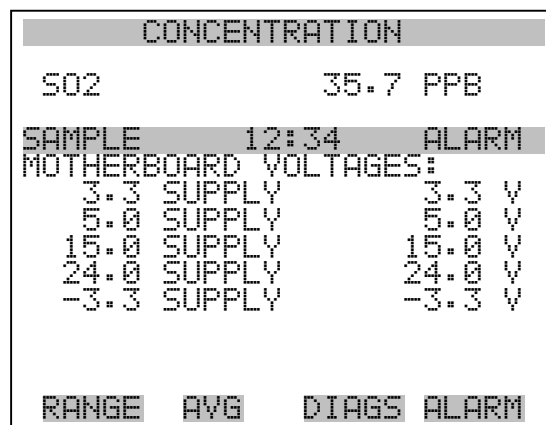 CONCENTRATION
SO2 35.7 PPB
SAMPLE 12:34 ALARM
MOTHERBOARD VOLTAGES:
3.3 SUPPLY 3.3 V
5.0 SUPPLY 5.0 V
15.0 SUPPLY 15.0 V
24.0 SUPPLY 24.0 V
-3.3 SUPPLY -3.3 V
RANGE AVG DIAGS ALARM